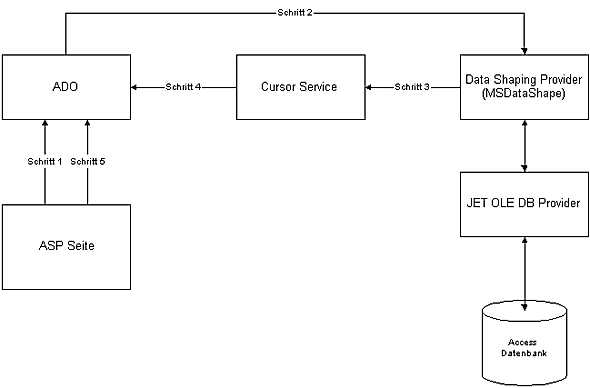 Schritt 2
ADO
Schritt 4
Cursor Service
Schritt 3
Data Shaping Provider
(MSDataShape)
Schritt 1
Schritt 5
JET OLE DB Provider
ASP Seite
Access
Datenbank